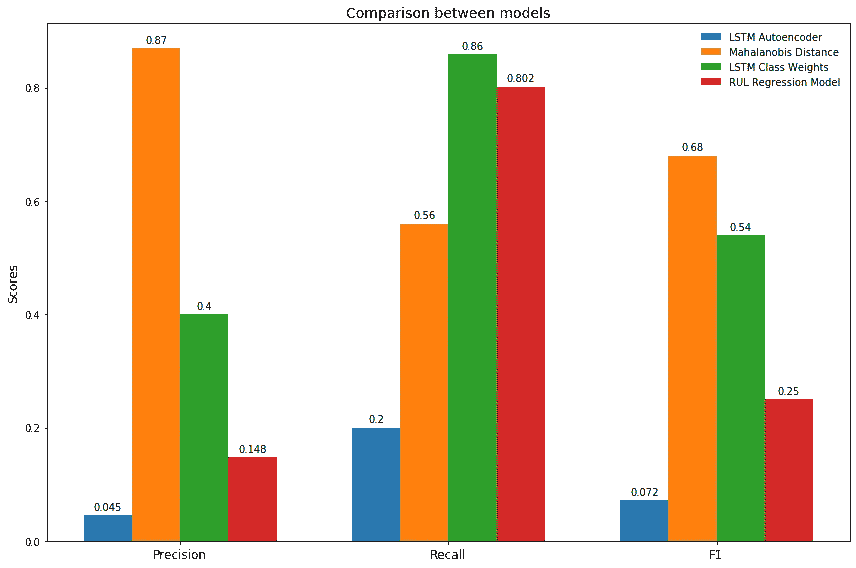 Comparison between models
LSTM Autoencoder
Mahalanobis Distance
LSTM Class Weights
RUL Regression Model
Scores
0.8
0.6
0.4
0.2
0.0
0.045
0.87
0.4
0.148
0.2
0.56
0.86
0.802
0.072
0.68
0.54
0.25
Precision
Recall
F1